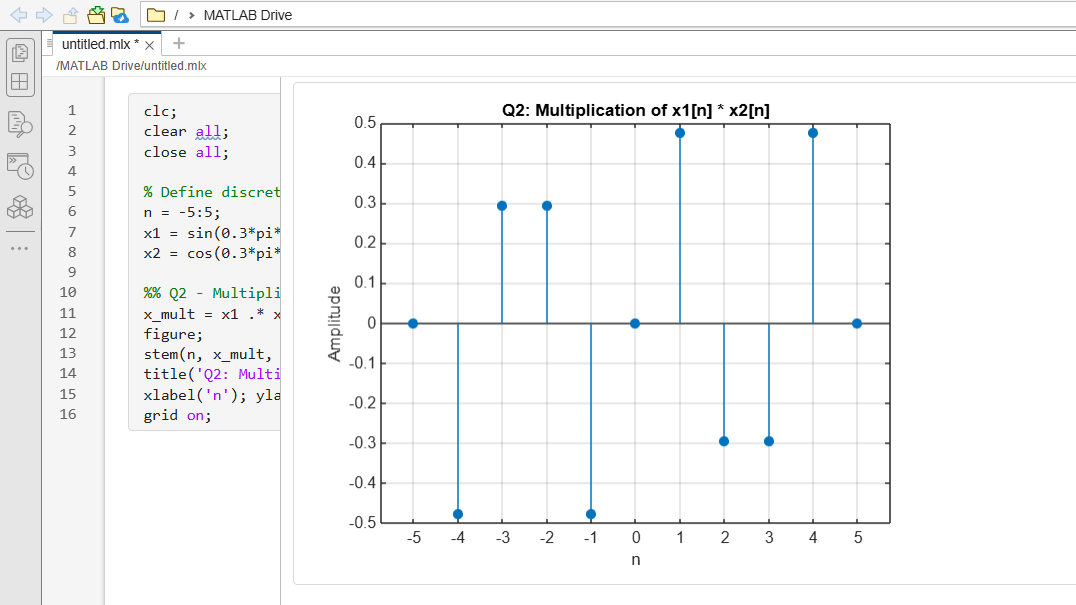 / › MATLAB Drive
untitled.mlx * × +
/MATLAB Drive/untitled.mlx
1 clc;
2 clear all;
3 close all;
4
5 % Define discret
6 n = -5:5;
7 x1 = sin(0.3*pi*
8 x2 = cos(0.3*pi*
9
10 %% Q2 - Multipli
11 x_mult = x1 .* x
12 figure;
13 stem(n, x_mult,
14 title('Q2: Multi
15 xlabel('n'); yla
16 grid on;
Q2: Multiplication of x1[n] * x2[n]
0.5
0.4
0.3
0.2
0.1
0
-0.1
-0.2
-0.3
-0.4
-0.5
Amplitude
-5 -4 -3 -2 -1 0 1 2 3 4 5
n